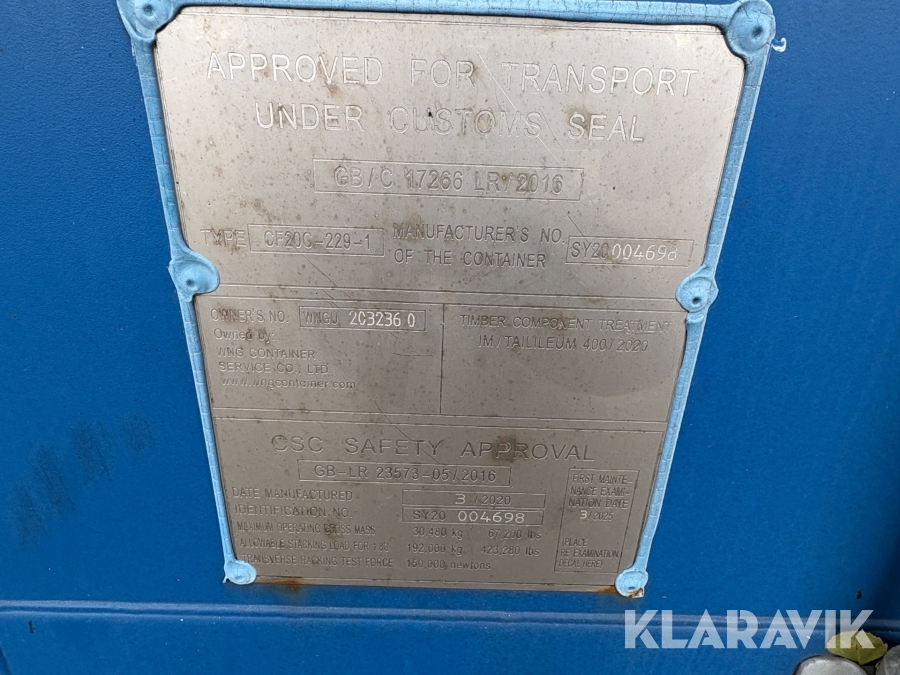 APPROVED FOR TRANSPORT
UNDER CUSTOMS SEAL
GB/C 17266 LR/2016
TYPE CF20C-229-1
MANUFACTURER'S NO.
OF THE CONTAINER
SY20 004698
OWNER'S NO. WNGU 203236 0
Owned by:
WNG CONTAINER
SERVICE CO., LTD.
www.wngcontainer.com
TIMBER COMPONENT TREATMENT
IM/TAILILEUM 400/2020
CSC SAFETY APPROVAL
GB-LR 23573-05/2016
DATE MANUFACTURED 3/2020
IDENTIFICATION NO. SY20 004698
MAXIMUM OPERATING GROSS MASS 30,480 kg 67,200 lbs
ALLOWABLE STACKING LOAD FOR 1.8G 192,000 kg 423,280 lbs
TRANSVERSE RACKING TEST FORCE 150,000 newtons
FIRST MAINTE-
NANCE EXAMI-
NATION DATE
3/2025
(PLACE
RE-EXAMINATION
DECAL HERE)
KLARAVIK